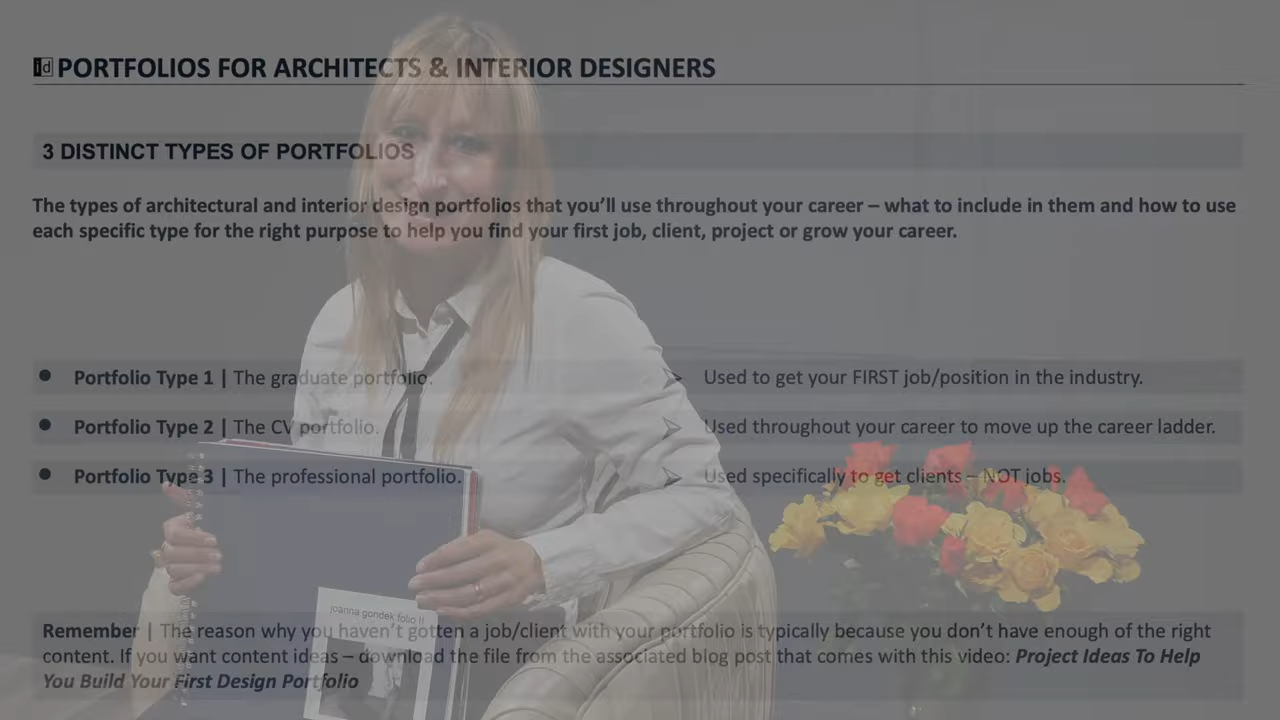 id PORTFOLIOS FOR ARCHITECTS & INTERIOR DESIGNERS
3 DISTINCT TYPES OF PORTFOLIOS
The types of architectural and interior design portfolios that you’ll use throughout your career – what to include in them and how to use
each specific type for the right purpose to help you find your first job, client, project or grow your career.
● Portfolio Type 1 | The graduate portfolio. ➢ Used to get your FIRST job/position in the industry.
● Portfolio Type 2 | The CV portfolio. ➢ Used throughout your career to move up the career ladder.
● Portfolio Type 3 | The professional portfolio. ➢ Used specifically to get clients – NOT jobs.
joanna gondek folio II
Remember | The reason why you haven’t gotten a job/client with your portfolio is typically because you don’t have enough of the right
content. If you want content ideas – download the file from the associated blog post that comes with this video: Project Ideas To Help
You Build Your First Design Portfolio